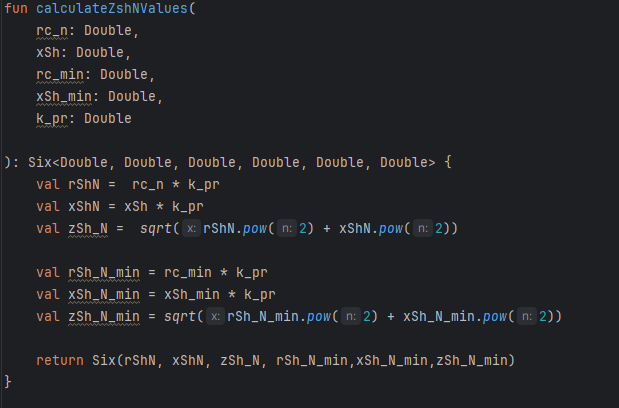 fun calculateZshNValues(
    rc_n: Double,
    xSh: Double,
    rc_min: Double,
    xSh_min: Double,
    k_pr: Double

): Six<Double, Double, Double, Double, Double, Double> {
    val rShN =  rc_n * k_pr
    val xShN = xSh * k_pr
    val zSh_N =  sqrt( x: rShN.pow( n: 2) + xShN.pow( n: 2))

    val rSh_N_min = rc_min * k_pr
    val xSh_N_min = xSh_min * k_pr
    val zSh_N_min = sqrt( x: rSh_N_min.pow( n: 2) + xSh_N_min.pow( n: 2))

    return Six(rShN, xShN, zSh_N, rSh_N_min,xSh_N_min,zSh_N_min)
}